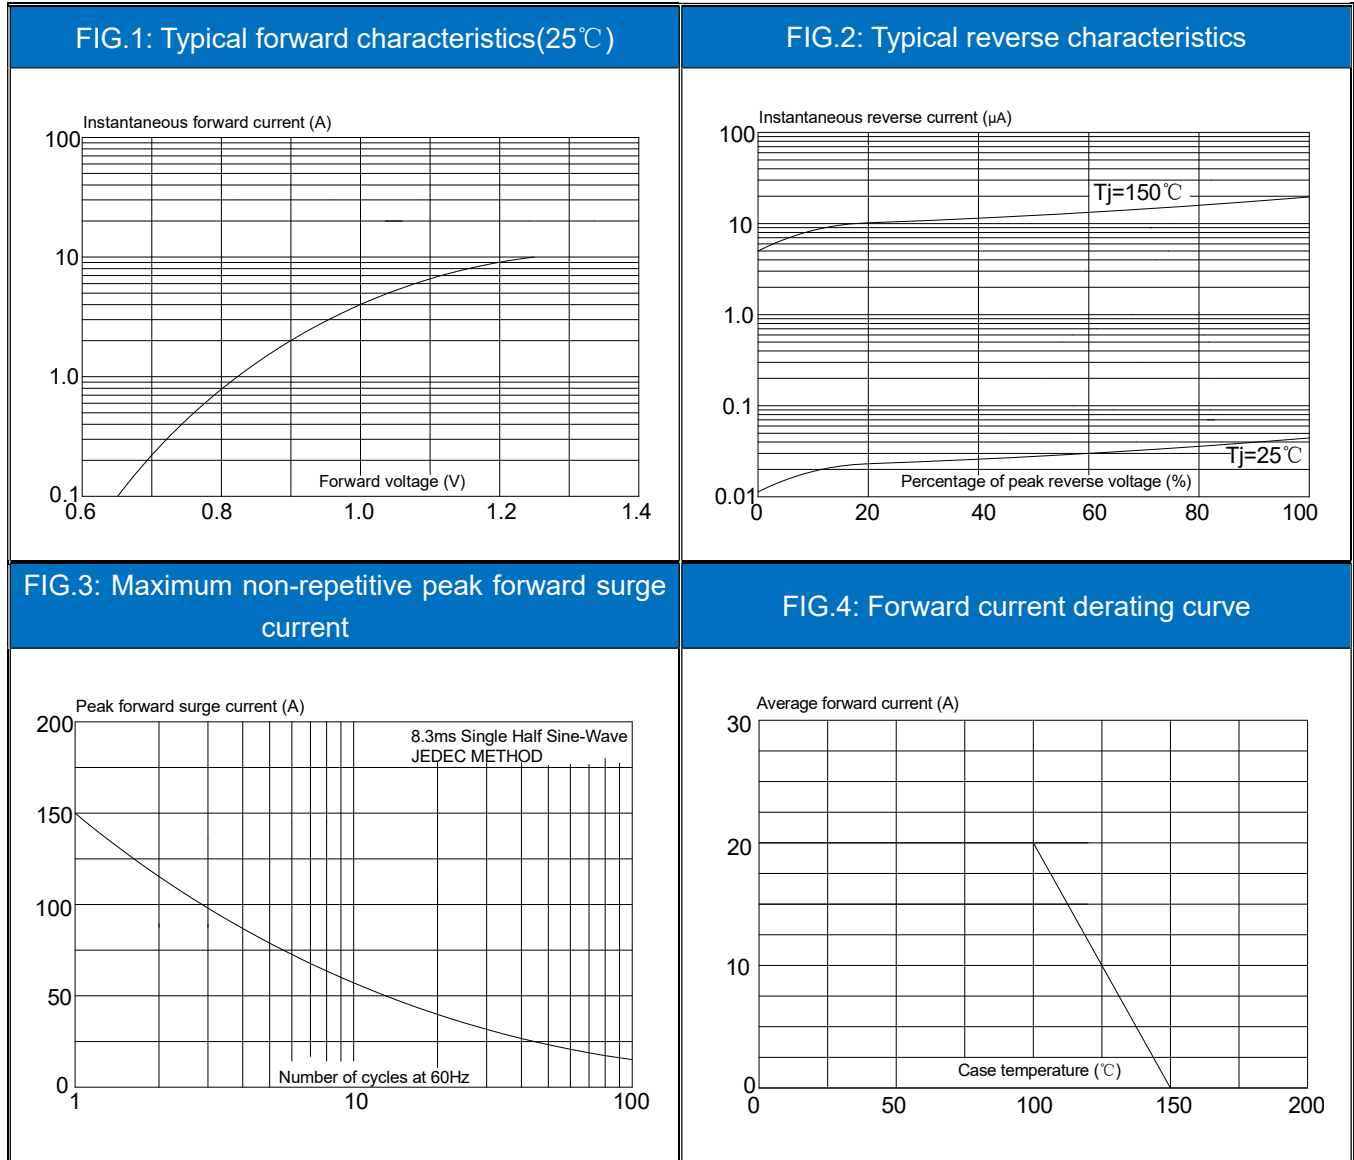 FIG.1: Typical forward characteristics(25℃)
Instantaneous forward current (A)
100
10
1.0
0.1
Forward voltage (V)
0.6 0.8 1.0 1.2 1.4
FIG.2: Typical reverse characteristics
Instantaneous reverse current (μA)
100
Tj=150℃
10
1.0
0.1
Tj=25℃
0.01
Percentage of peak reverse voltage (%)
0 20 40 60 80 100
FIG.3: Maximum non-repetitive peak forward surge
current
Peak forward surge current (A)
200
8.3ms Single Half Sine-Wave
JEDEC METHOD
150
100
50
0
Number of cycles at 60Hz
1 10 100
FIG.4: Forward current derating curve
Average forward current (A)
30
20
10
0
Case temperature (℃)
0 50 100 150 200